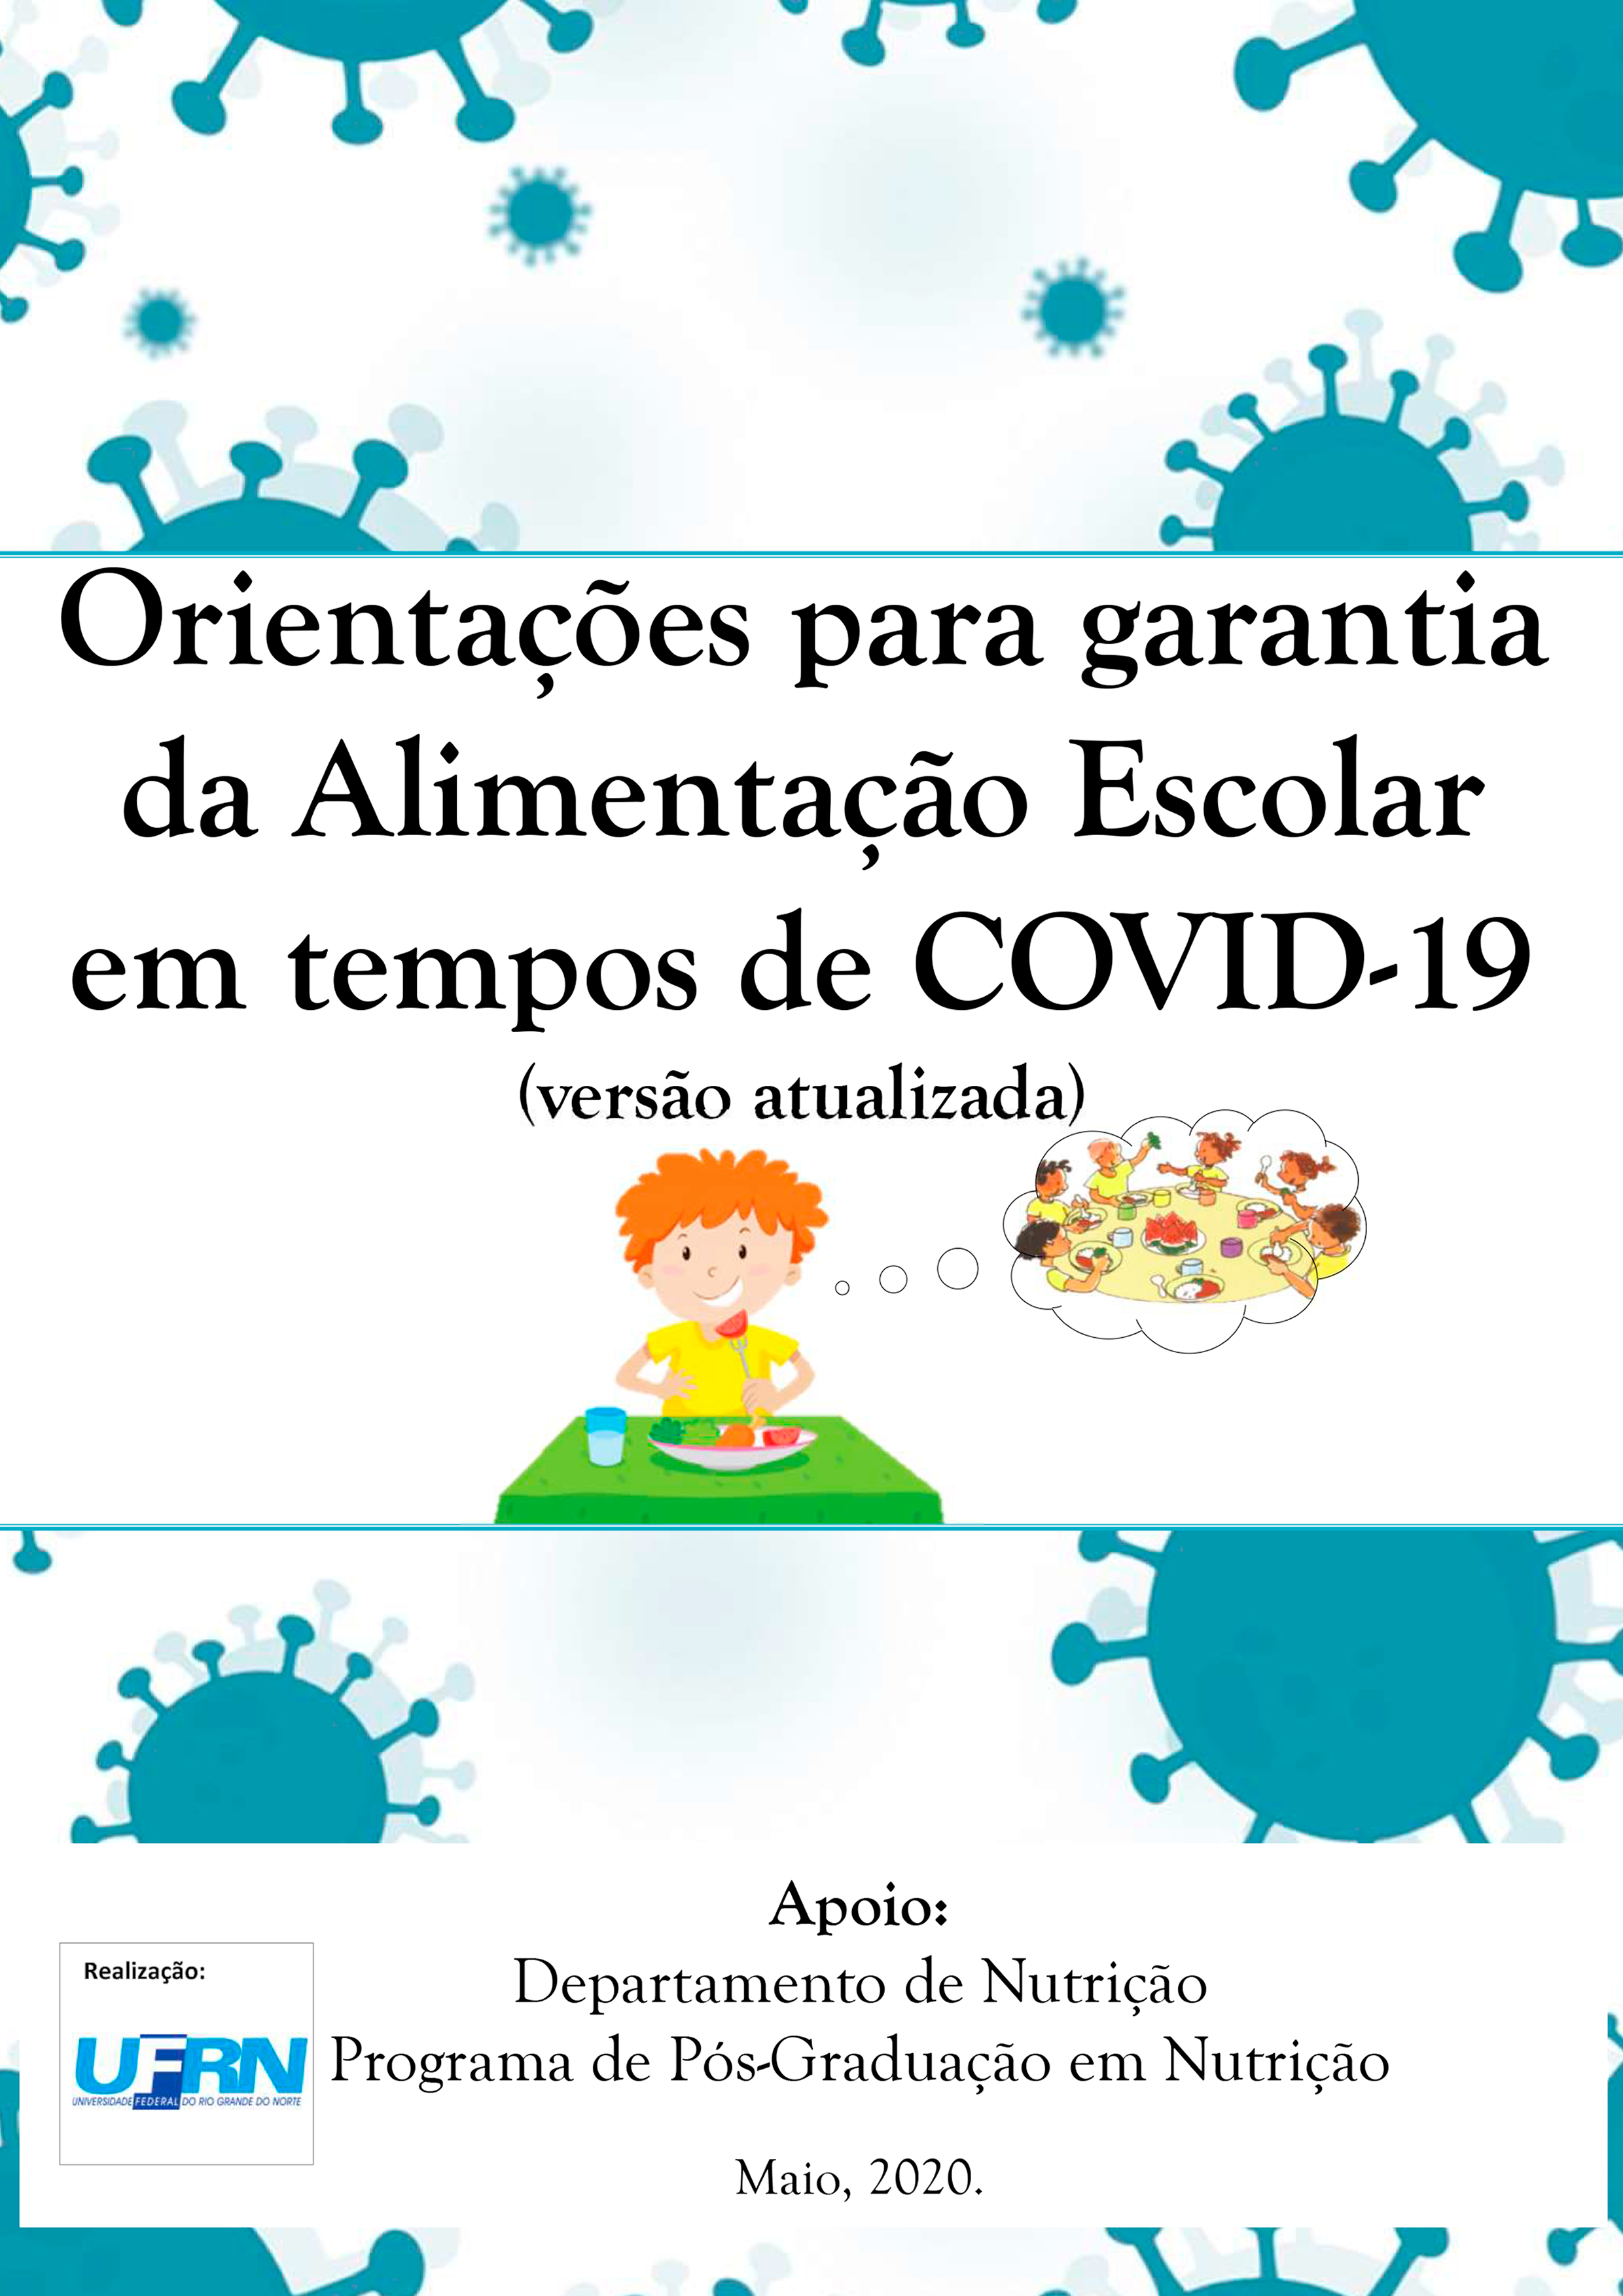 Orientações para garantia
da Alimentação Escolar
em tempos de COVID-19
(versão atualizada)
Apoio:
Departamento de Nutrição
Programa de Pós-Graduação em Nutrição
Maio, 2020.
Realização:
UFRN
UNIVERSIDADE FEDERAL DO RIO GRANDE DO NORTE